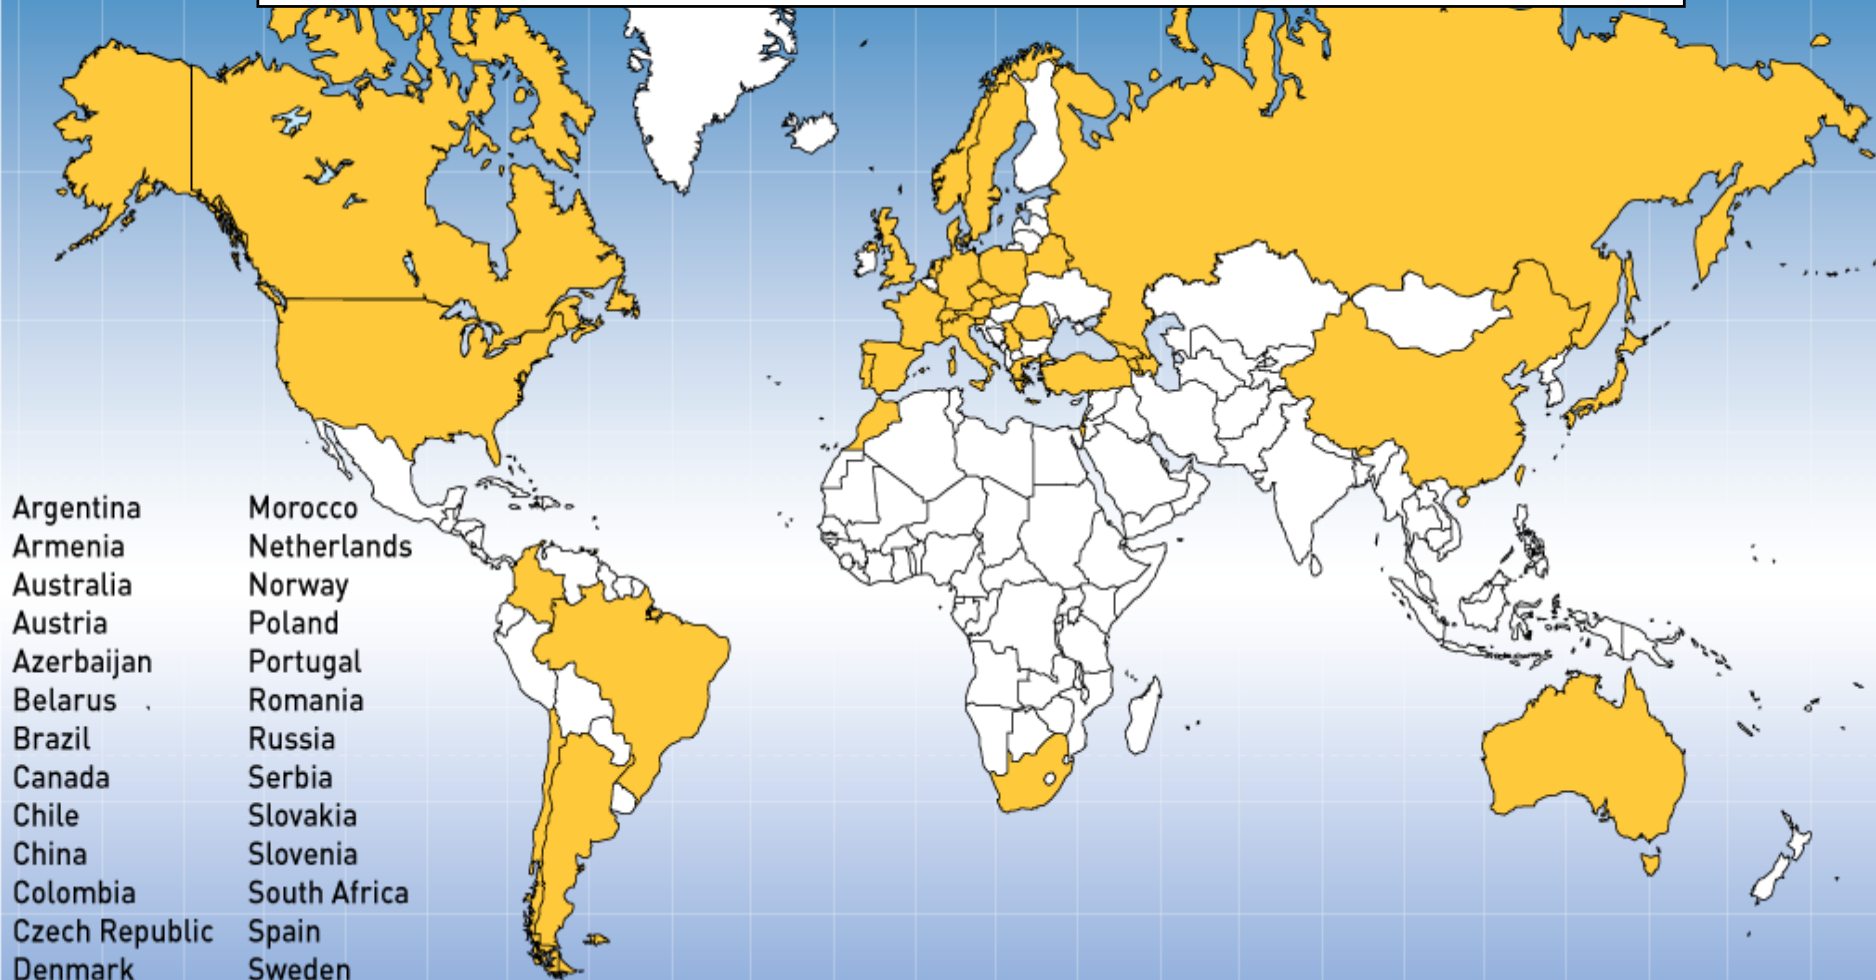 Argentina
Armenia
Australia
Austria
Azerbaijan
Belarus
Brazil
Canada
Chile
China
Colombia
Czech Republic
Denmark
Morocco
Netherlands
Norway
Poland
Portugal
Romania
Russia
Serbia
Slovakia
Slovenia
South Africa
Spain
Sweden